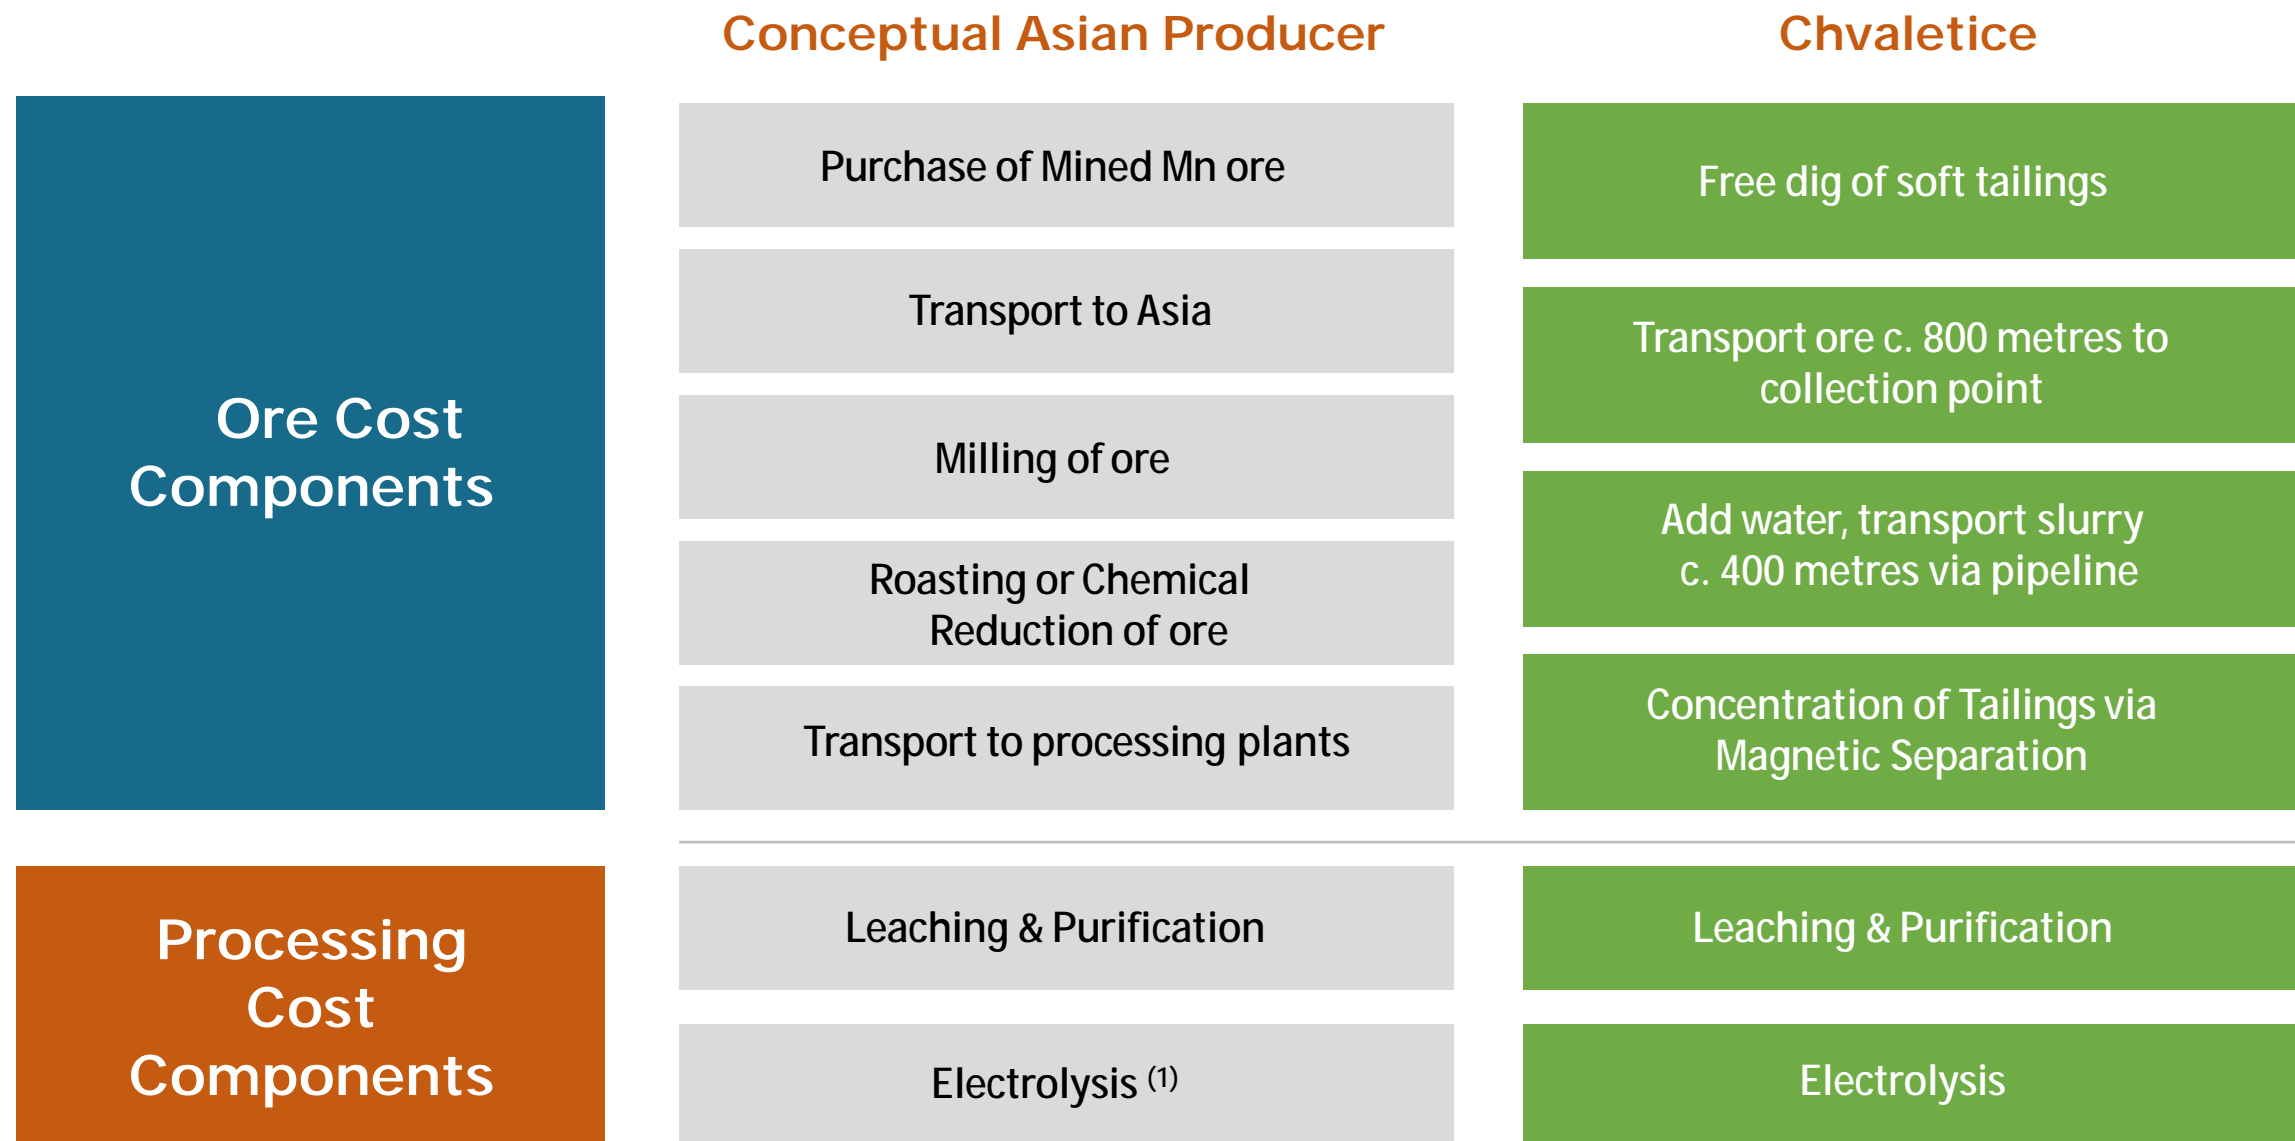 Conceptual Asian Producer
Chvaletice
Ore Cost
Components
Purchase of Mined Mn ore
Transport to Asia
Milling of ore
Roasting or Chemical
Reduction of ore
Transport to processing plants
Free dig of soft tailings
Transport ore c. 800 metres to
collection point
Add water, transport slurry
c. 400 metres via pipeline
Concentration of Tailings via
Magnetic Separation
Processing
Cost
Components
Leaching & Purification
Electrolysis (1)
Leaching & Purification
Electrolysis